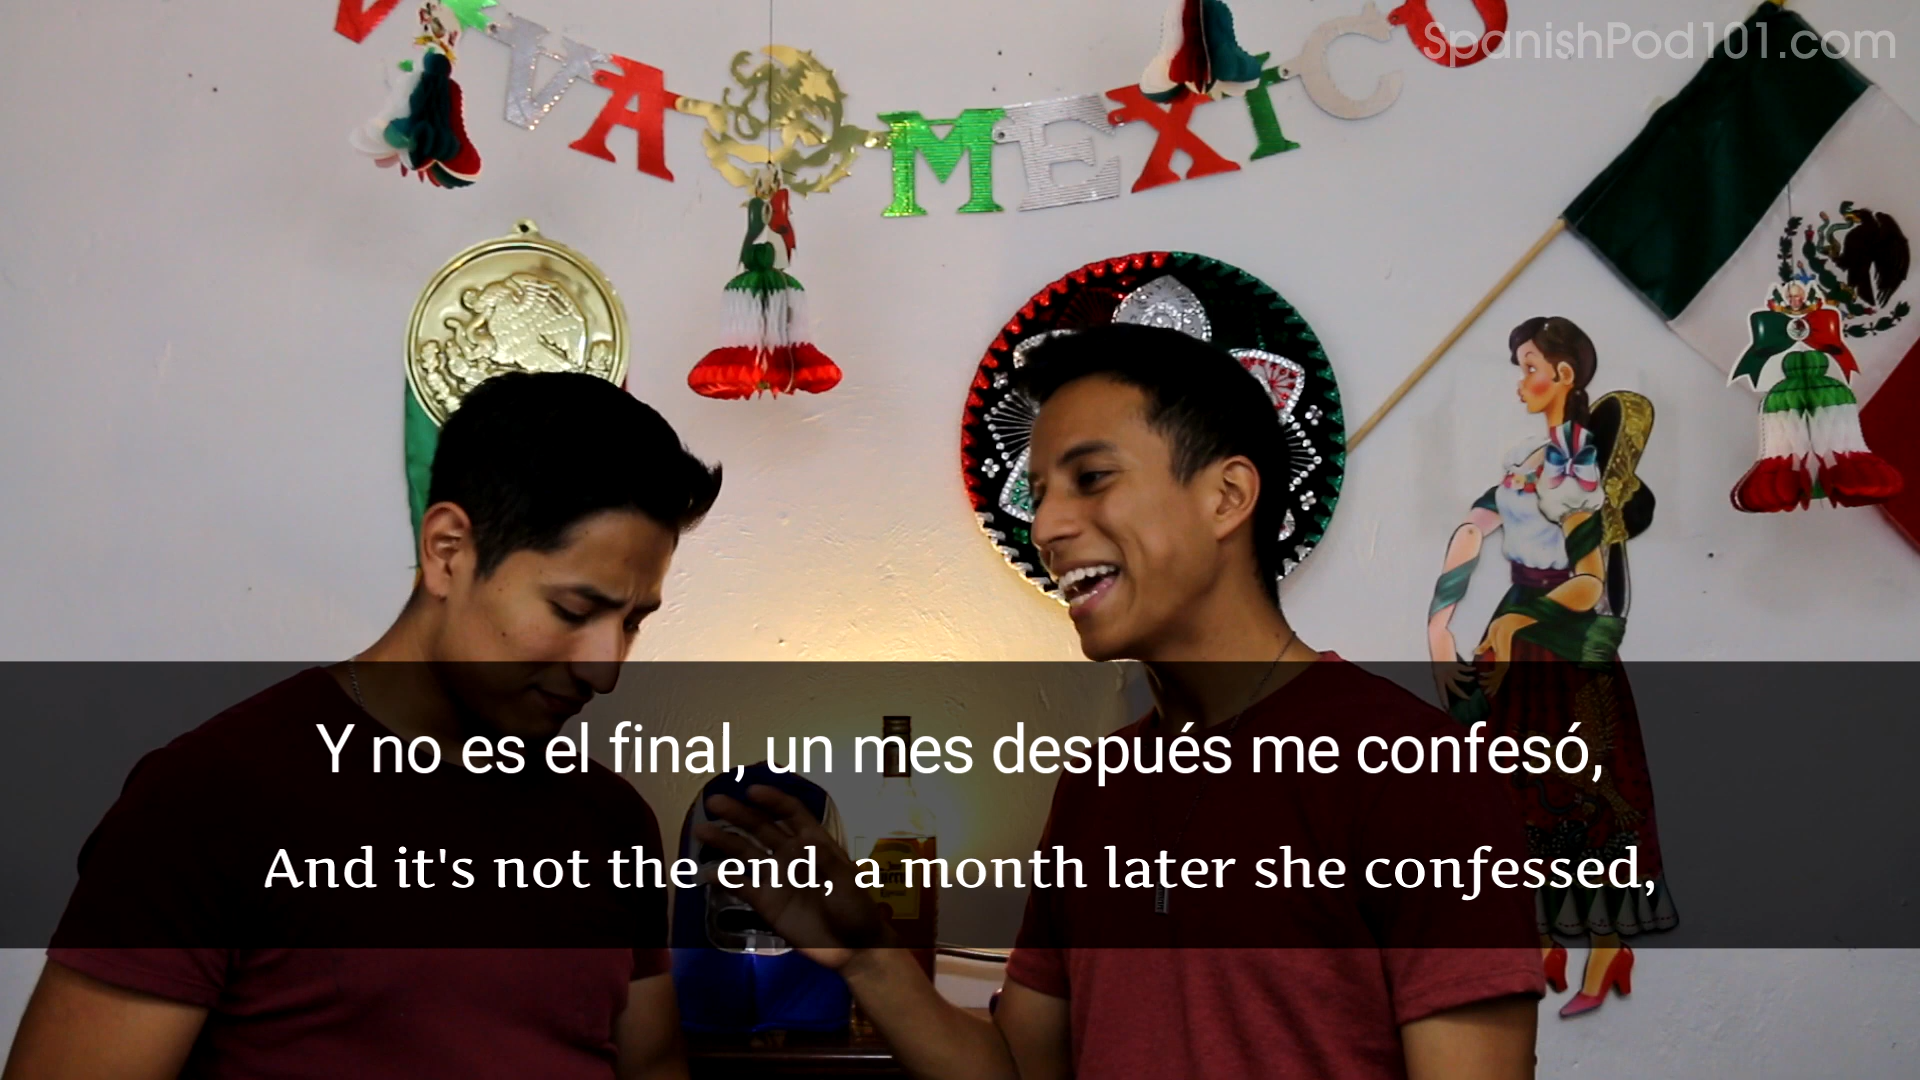 SpanishPod101.com
VIVA MEXICO
Y no es el final, un mes después me confesó,
And it's not the end, a month later she confessed,